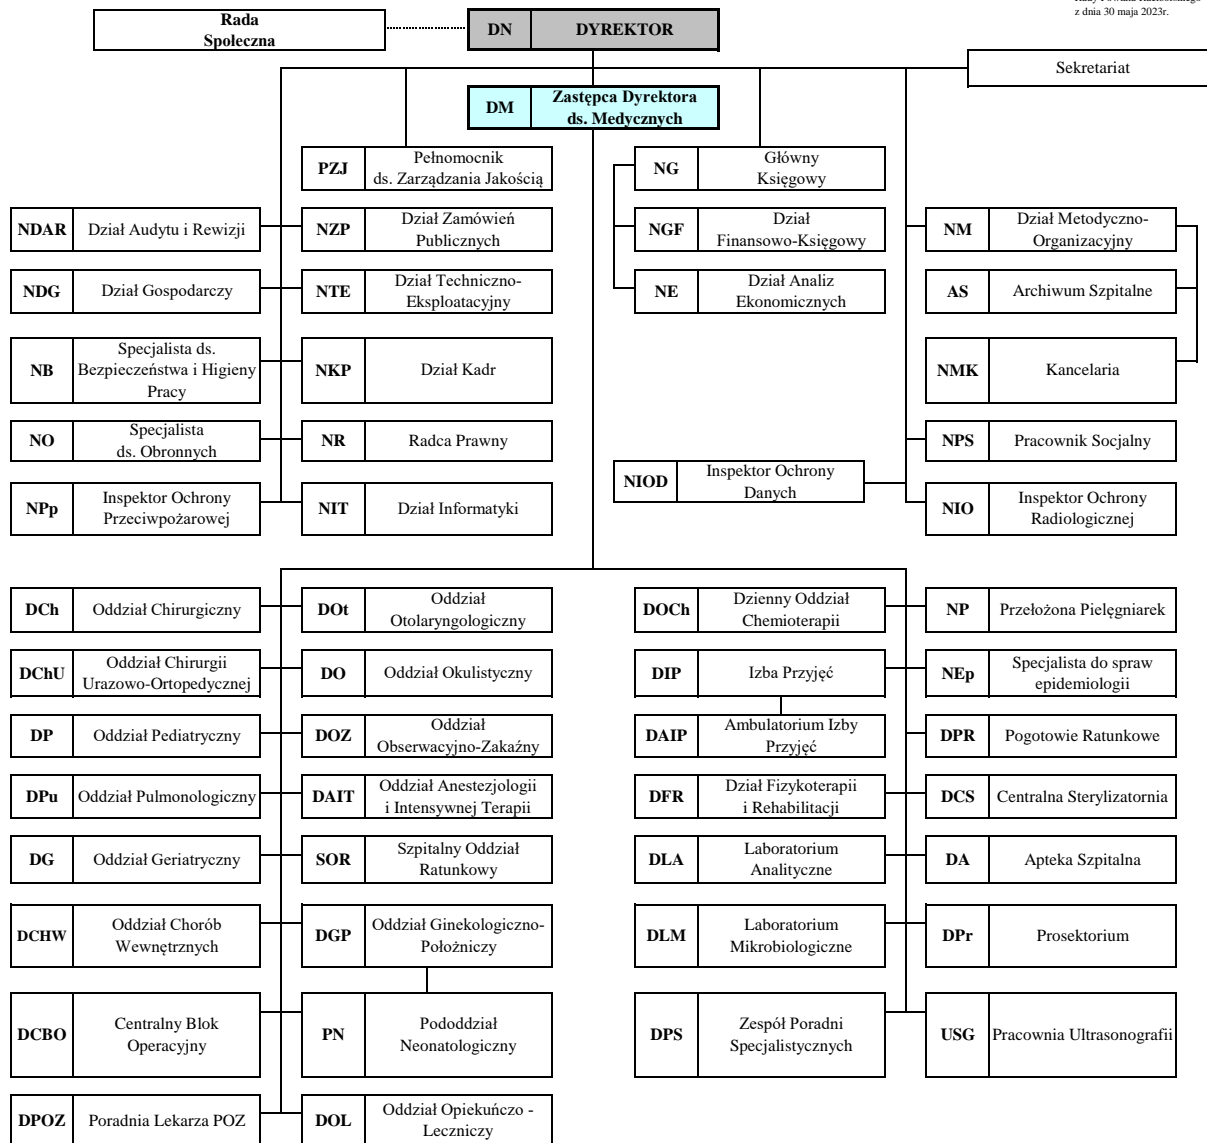 z dnia 30 maja 2023r.
Rada
Społeczna
DN
DYREKTOR
Sekretariat
DM
Zastępca Dyrektora
ds. Medycznych
PZJ
Pełnomocnik
ds. Zarządzania Jakością
NG
Główny
Księgowy
NDAR
Dział Audytu i Rewizji
NZP
Dział Zamówień
Publicznych
NGF
Dział
Finansowo-Księgowy
NM
Dział Metodyczno-
Organizacyjny
NDG
Dział Gospodarczy
NTE
Dział Techniczno-
Eksploatacyjny
NE
Dział Analiz
Ekonomicznych
AS
Archiwum Szpitalne
NB
Specjalista ds.
Bezpieczeństwa i Higieny
Pracy
NKP
Dział Kadr
NMK
Kancelaria
NO
Specjalista
ds. Obronnych
NR
Radca Prawny
NPS
Pracownik Socjalny
NIOD
Inspektor Ochrony
Danych
NPp
Inspektor Ochrony
Przeciwpożarowej
NIT
Dział Informatyki
NIO
Inspektor Ochrony
Radiologicznej
DCh
Oddział Chirurgiczny
DOt
Oddział
Otolaryngologiczny
DOCh
Dzienny Oddział
Chemioterapii
NP
Przełożona Pielęgniarek
DChU
Oddział Chirurgii
Urazowo-Ortopedycznej
DO
Oddział Okulistyczny
DIP
Izba Przyjęć
NEp
Specjalista do spraw
epidemiologii
DP
Oddział Pediatryczny
DOZ
Oddział
Obserwacyjno-Zakaźny
DAIP
Ambulatorium Izby
Przyjęć
DPR
Pogotowie Ratunkowe
DPu
Oddział Pulmonologiczny
DAIT
Oddział Anestezjologii
i Intensywnej Terapii
DFR
Dział Fizykoterapii
i Rehabilitacji
DCS
Centralna Sterylizatornia
DG
Oddział Geriatryczny
SOR
Szpitalny Oddział
Ratunkowy
DLA
Laboratorium
Analityczne
DA
Apteka Szpitalna
DCHW
Oddział Chorób
Wewnętrznych
DGP
Oddział Ginekologiczno-
Położniczy
DLM
Laboratorium
Mikrobiologiczne
DPr
Prosektorium
DCBO
Centralny Blok
Operacyjny
PN
Pododdział
Neonatologiczny
DPS
Zespół Poradni
Specjalistycznych
USG
Pracownia Ultrasonografii
DPOZ
Poradnia Lekarza POZ
DOL
Oddział Opiekuńczo -
Leczniczy